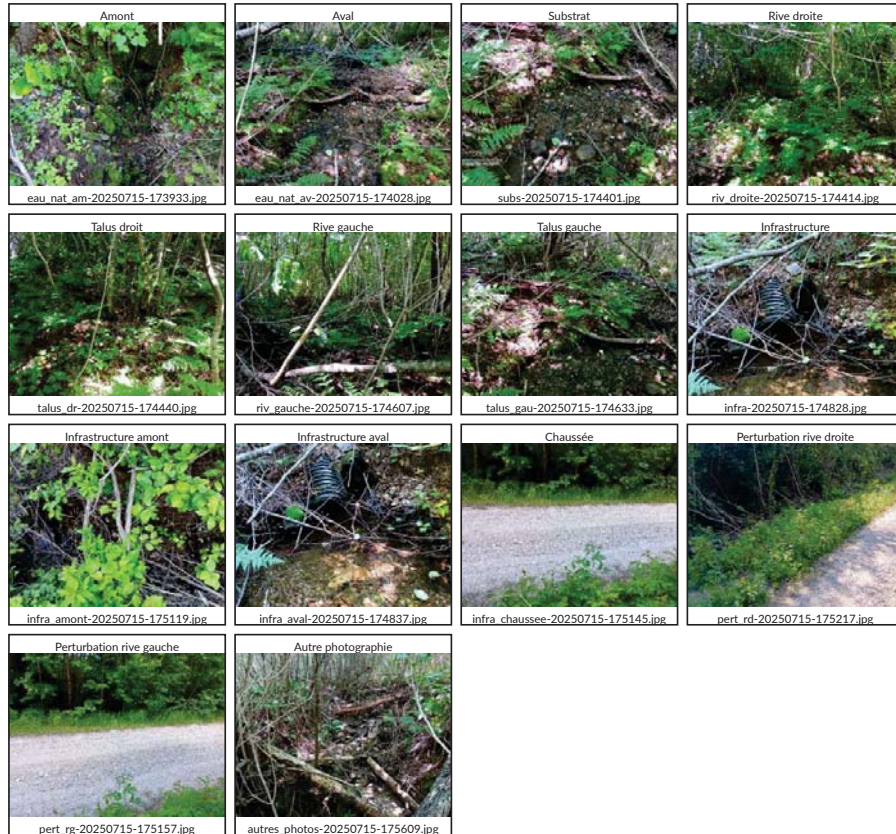 Amont
Aval
Substrat
Rive droite
eau_nat_am-20250715-173933.jpg
eau_nat_av-20250715-174028.jpg
subs-20250715-174401.jpg
riv_droite-20250715-174414.jpg
Talus droit
Rive gauche
Talus gauche
Infrastructure
talus_dr-20250715-174440.jpg
riv_gauche-20250715-174607.jpg
talus_gau-20250715-174633.jpg
infra-20250715-174828.jpg
Infrastructure amont
Infrastructure aval
Chaussée
Perturbation rive droite
infra_amont-20250715-175119.jpg
infra_aval-20250715-174837.jpg
infra_chaussee-20250715-175145.jpg
pert_rd-20250715-175217.jpg
Perturbation rive gauche
Autre photographie
pert_rg-20250715-175157.jpg
autres_photos-20250715-175609.jpg